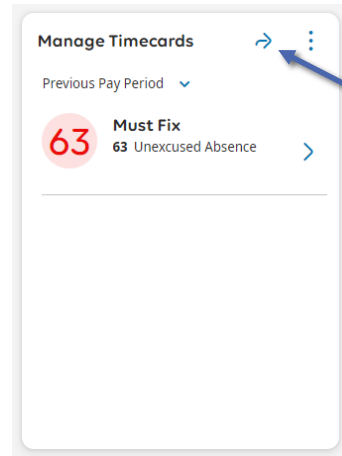 Manage Timecards
Previous Pay Period
63
Must Fix
63 Unexcused Absence